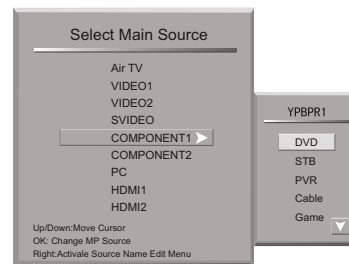 Select Main Source
Air TV
VIDEO1
VIDEO2
SVIDEO
COMPONENT1
COMPONENT2
PC
HDMI1
HDMI2
Up/Down:Move Cursor
OK: Change MP Source
Right:Activale Source Name Edit Menu
YPBPR1
DVD
STB
PVR
Cable
Game